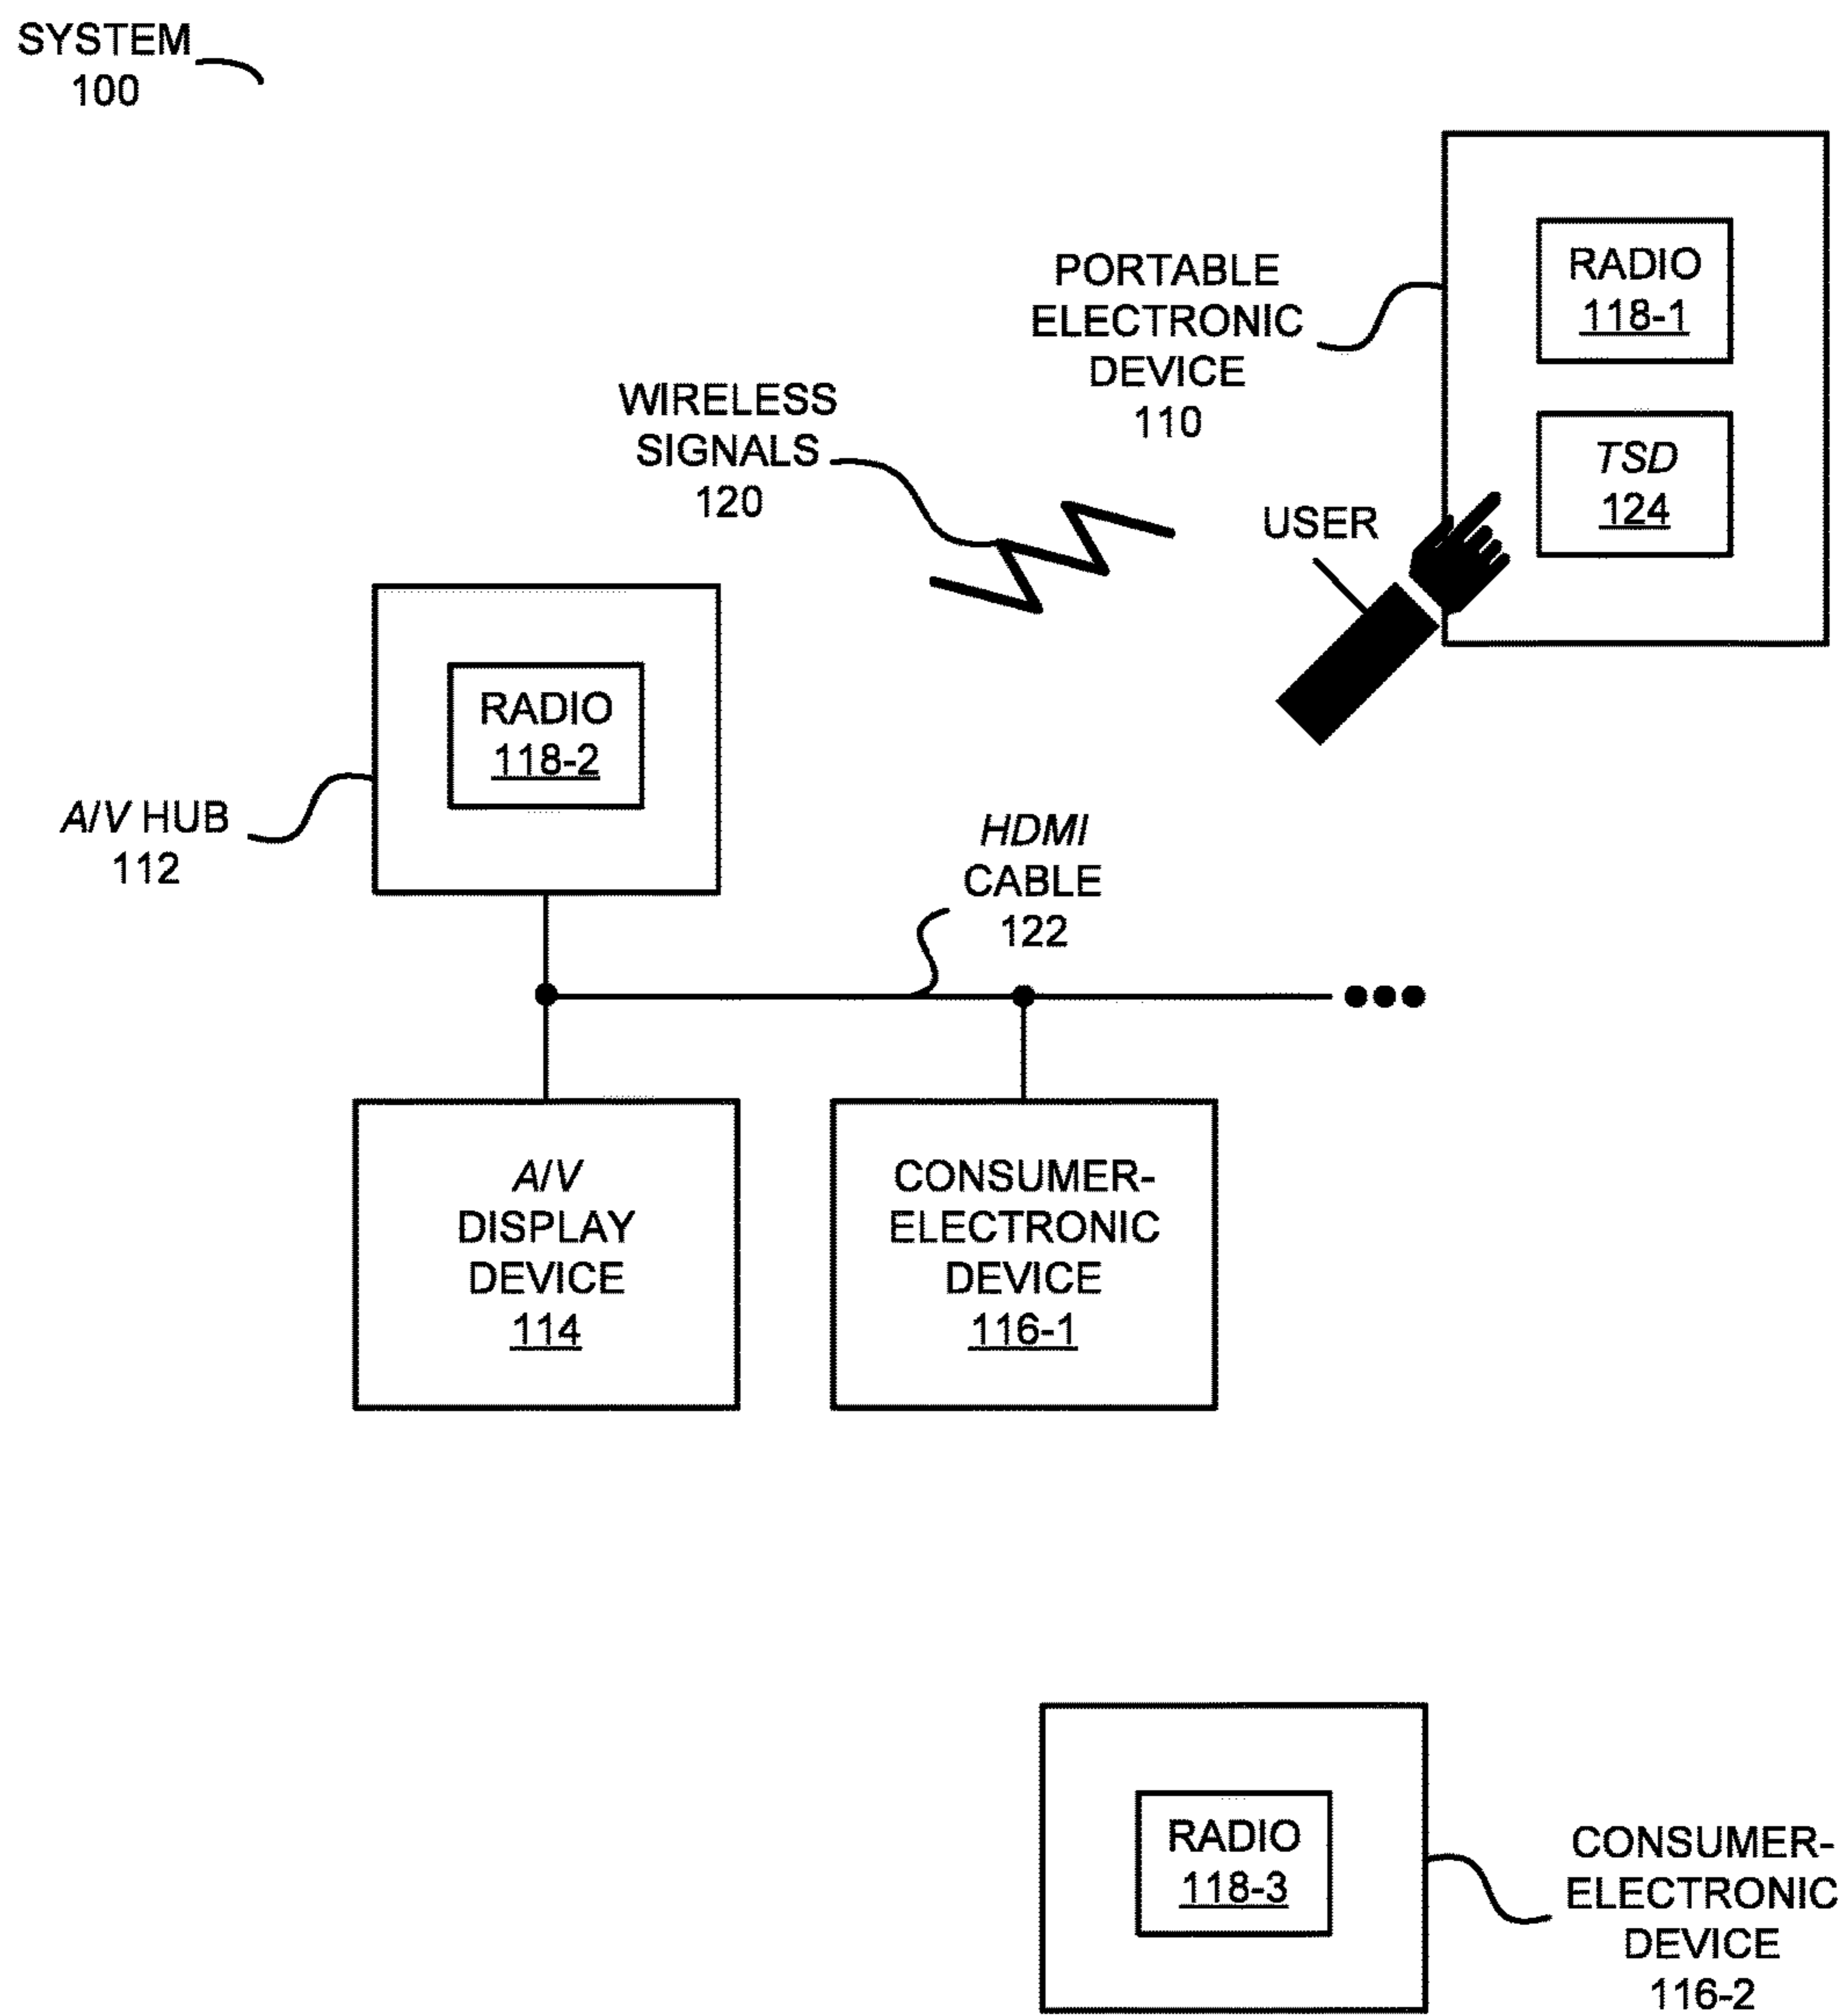 SYSTEM
100
RADIO
118-1
PORTABLE
ELECTRONIC
DEVICE
110
TSD
124
WIRELESS
SIGNALS
120
USER
RADIO
118-2
A/V HUB
112
HDMI
CABLE
122
A/V
DISPLAY
DEVICE
114
CONSUMER-
ELECTRONIC
DEVICE
116-1
RADIO
118-3
CONSUMER-
ELECTRONIC
DEVICE
116-2